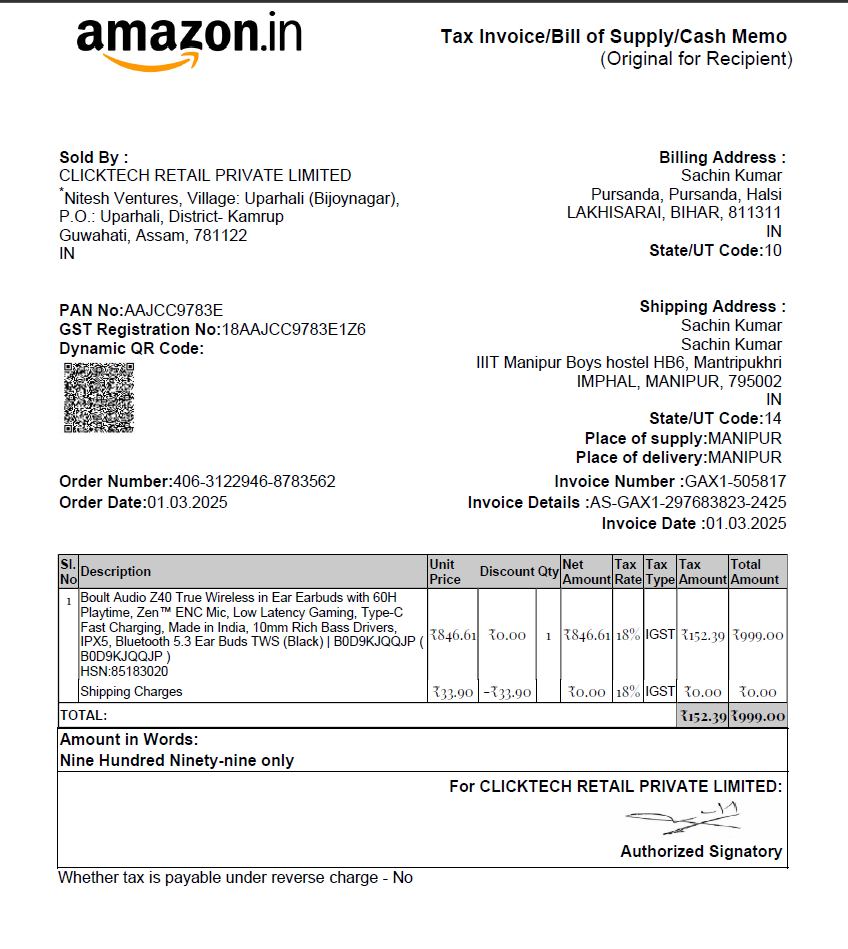 amazon.in
Tax Invoice/Bill of Supply/Cash Memo
(Original for Recipient)
Sold By :
CLICKTECH RETAIL PRIVATE LIMITED
*Nitesh Ventures, Village: Uparhali (Bijoynagar),
P.O.: Uparhali, District- Kamrup
Guwahati, Assam, 781122
IN
Billing Address :
Sachin Kumar
Pursanda, Pursanda, Halsi
LAKHISARAI, BIHAR, 811311
IN
State/UT Code:10
PAN No:AAJCC9783E
GST Registration No:18AAJCC9783E1Z6
Dynamic QR Code:
Shipping Address :
Sachin Kumar
Sachin Kumar
IIIT Manipur Boys hostel HB6, Mantripukhri
IMPHAL, MANIPUR, 795002
IN
State/UT Code:14
Place of supply:MANIPUR
Place of delivery:MANIPUR
Order Number:406-3122946-8783562
Order Date:01.03.2025
Invoice Number :GAX1-505817
Invoice Details :AS-GAX1-297683823-2425
Invoice Date :01.03.2025
Sl. No Description Unit Price Discount Qty Net Amount Tax Rate Tax Type Tax Amount Total Amount
1 Boult Audio Z40 True Wireless in Ear Earbuds with 60H
Playtime, Zen™ ENC Mic, Low Latency Gaming, Type-C
Fast Charging, Made in India, 10mm Rich Bass Drivers,
IPX5, Bluetooth 5.3 Ear Buds TWS (Black) | B0D9KJQQJP (
B0D9KJQQJP )
HSN:85183020
₹846.61 ₹0.00 1 ₹846.61 18% IGST ₹152.39 ₹999.00
Shipping Charges ₹33.90 -₹33.90 ₹0.00 18% IGST ₹0.00 ₹0.00
TOTAL: ₹152.39 ₹999.00
Amount in Words:
Nine Hundred Ninety-nine only
For CLICKTECH RETAIL PRIVATE LIMITED:
Authorized Signatory
Whether tax is payable under reverse charge - No